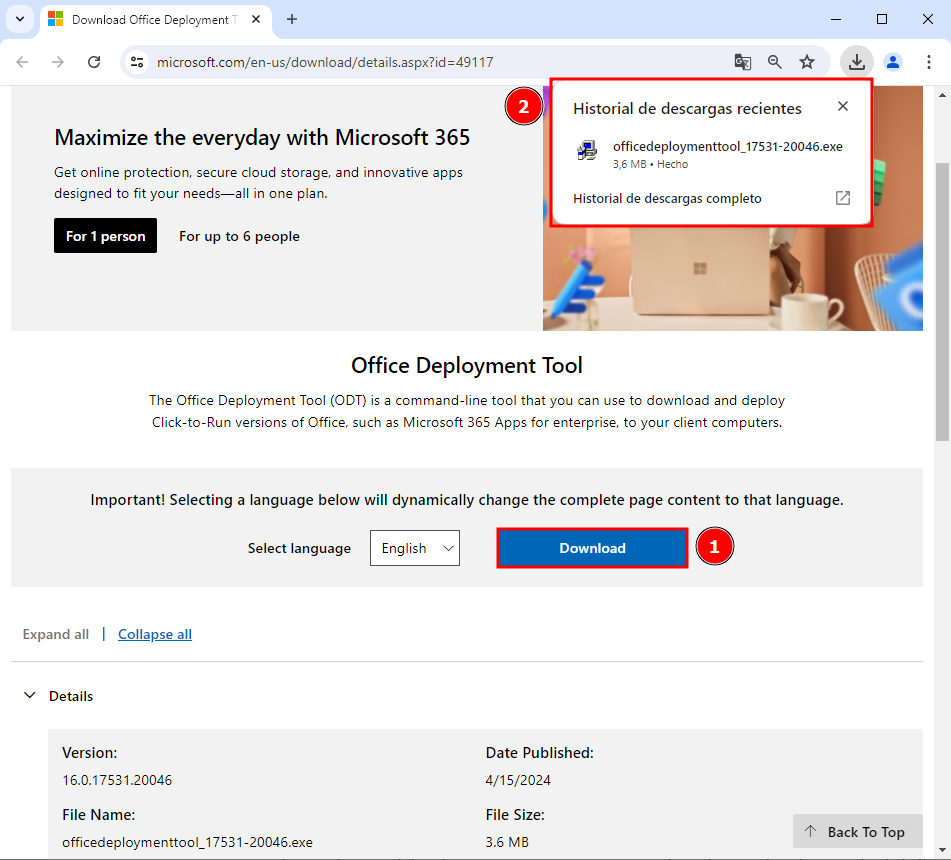 Download Office Deployment T
microsoft.com/en-us/download/details.aspx?id=49117
2
Historial de descargas recientes
officedeploymenttool_17531-20046.exe
3,6 MB • Hecho
Historial de descargas completo
Maximize the everyday with Microsoft 365
Get online protection, secure cloud storage, and innovative apps
designed to fit your needs—all in one plan.
For 1 person
For up to 6 people
Office Deployment Tool
The Office Deployment Tool (ODT) is a command-line tool that you can use to download and deploy
Click-to-Run versions of Office, such as Microsoft 365 Apps for enterprise, to your client computers.
Important! Selecting a language below will dynamically change the complete page content to that language.
Select language
English
Download
1
Expand all | Collapse all
Details
Version:
16.0.17531.20046
Date Published:
4/15/2024
File Name:
officedeploymenttool_17531-20046.exe
File Size:
3.6 MB
Back To Top